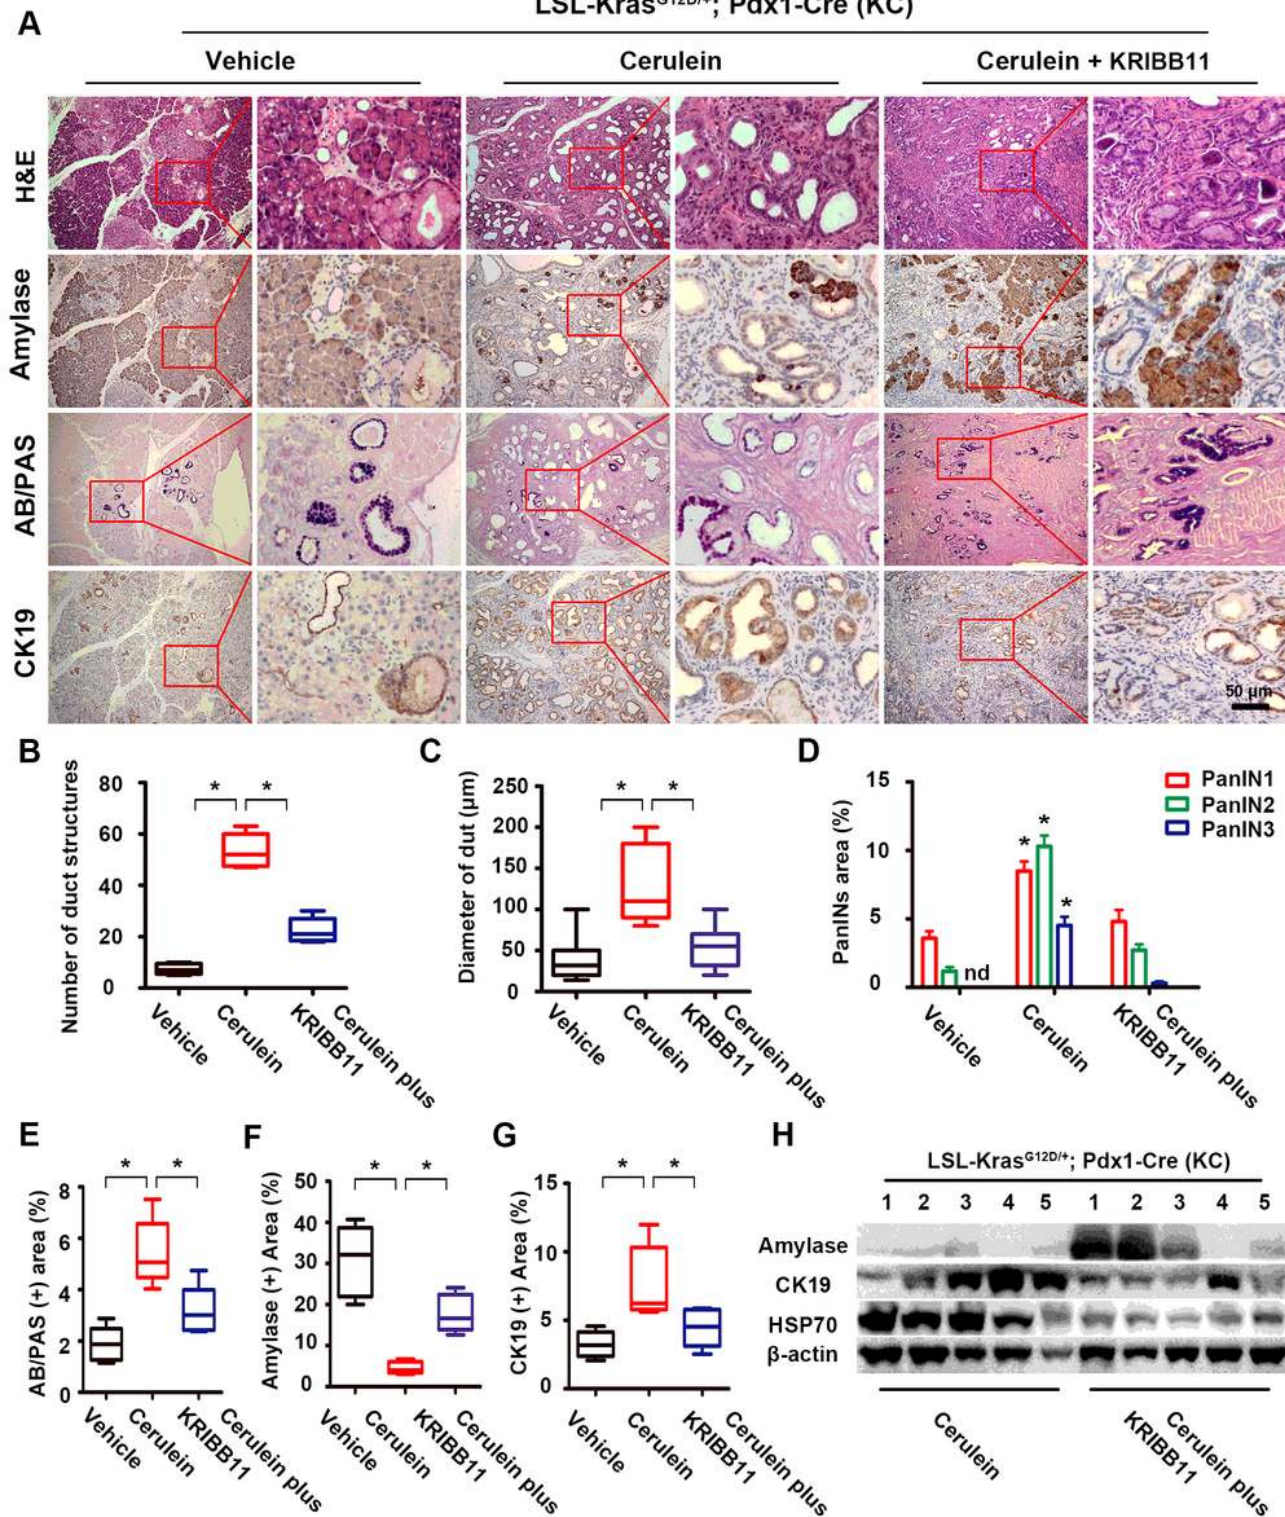 LSL-Kras^G12D/+; Pdx1-Cre (KC)
A
Vehicle Cerulein Cerulein + KRIBB11
H&E
Amylase
AB/PAS
CK19
50 µm
B
Number of duct structures
80
60
40
20
0
* *
Vehicle
Cerulein
KRIBB11
Cerulein plus
C
Diameter of dut (µm)
250
200
150
100
50
0
* *
Vehicle
Cerulein
KRIBB11
Cerulein plus
D
PanINs area (%)
15
10
5
0
* * *
nd
PanIN1
PanIN2
PanIN3
Vehicle
Cerulein
KRIBB11
Cerulein plus
E
AB/PAS (+) area (%)
8
6
4
2
0
* *
Vehicle
Cerulein
KRIBB11
Cerulein plus
F
Amylase (+) Area (%)
50
40
30
20
10
0
* *
Vehicle
Cerulein
KRIBB11
Cerulein plus
G
CK19 (+) Area (%)
15
10
5
0
* *
Vehicle
Cerulein
KRIBB11
Cerulein plus
H
LSL-Kras^G12D/+; Pdx1-Cre (KC)
1 2 3 4 5 1 2 3 4 5
Amylase
CK19
HSP70
β-actin
Cerulein
KRIBB11
Cerulein plus